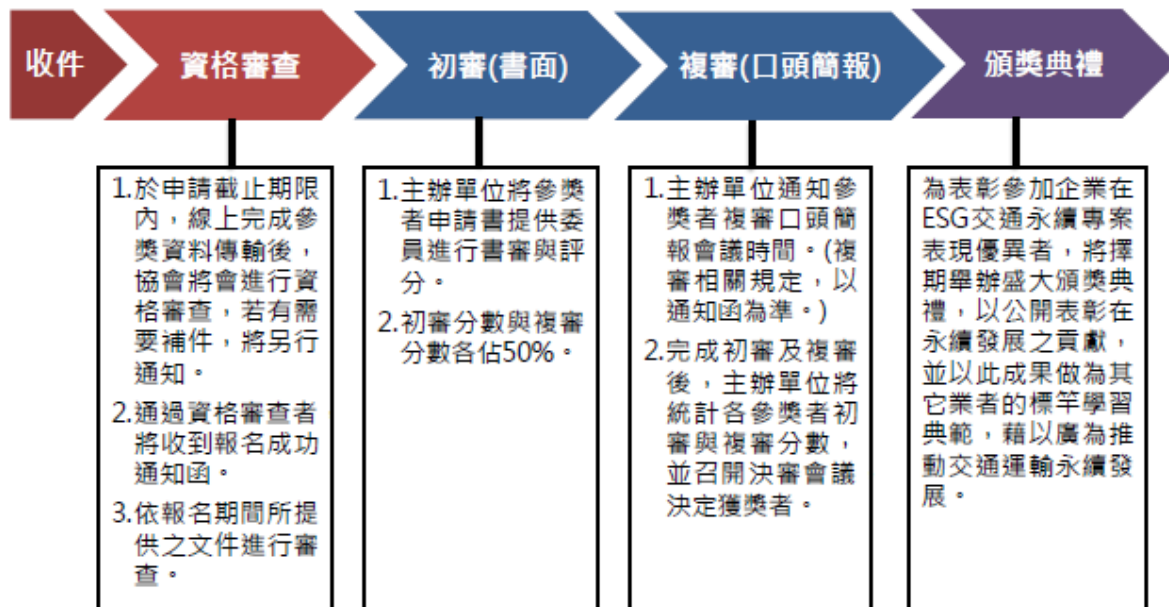 收件
資格審查
初審(書面)
複審(口頭簡報)
頒獎典禮
1.於申請截止期限
內，線上完成參
獎資料傳輸後，
協會將會進行資
格審查，若有需
要補件，將另行
通知。
2.通過資格審查者
將收到報名成功
通知函。
3.依報名期間所提
供之文件進行審
查。
1.主辦單位將參獎
者申請書提供委
員進行書審與評
分。
2.初審分數與複審
分數各佔50%。
1.主辦單位通知參
獎者複審口頭簡
報會議時間。(複
審相關規定，以
通知函為準。)
2.完成初審及複審
後，主辦單位將
統計各參獎者初
審與複審分數，
並召開決審會議
決定獲獎者。
為表彰參加企業在
ESG交通永續專案
表現優異者，將擇
期舉辦盛大頒獎典
禮，以公開表彰在
永續發展之貢獻，
並以此成果做為其
它業者的標竿學習
典範，藉以廣為推
動交通運輸永續發
展。